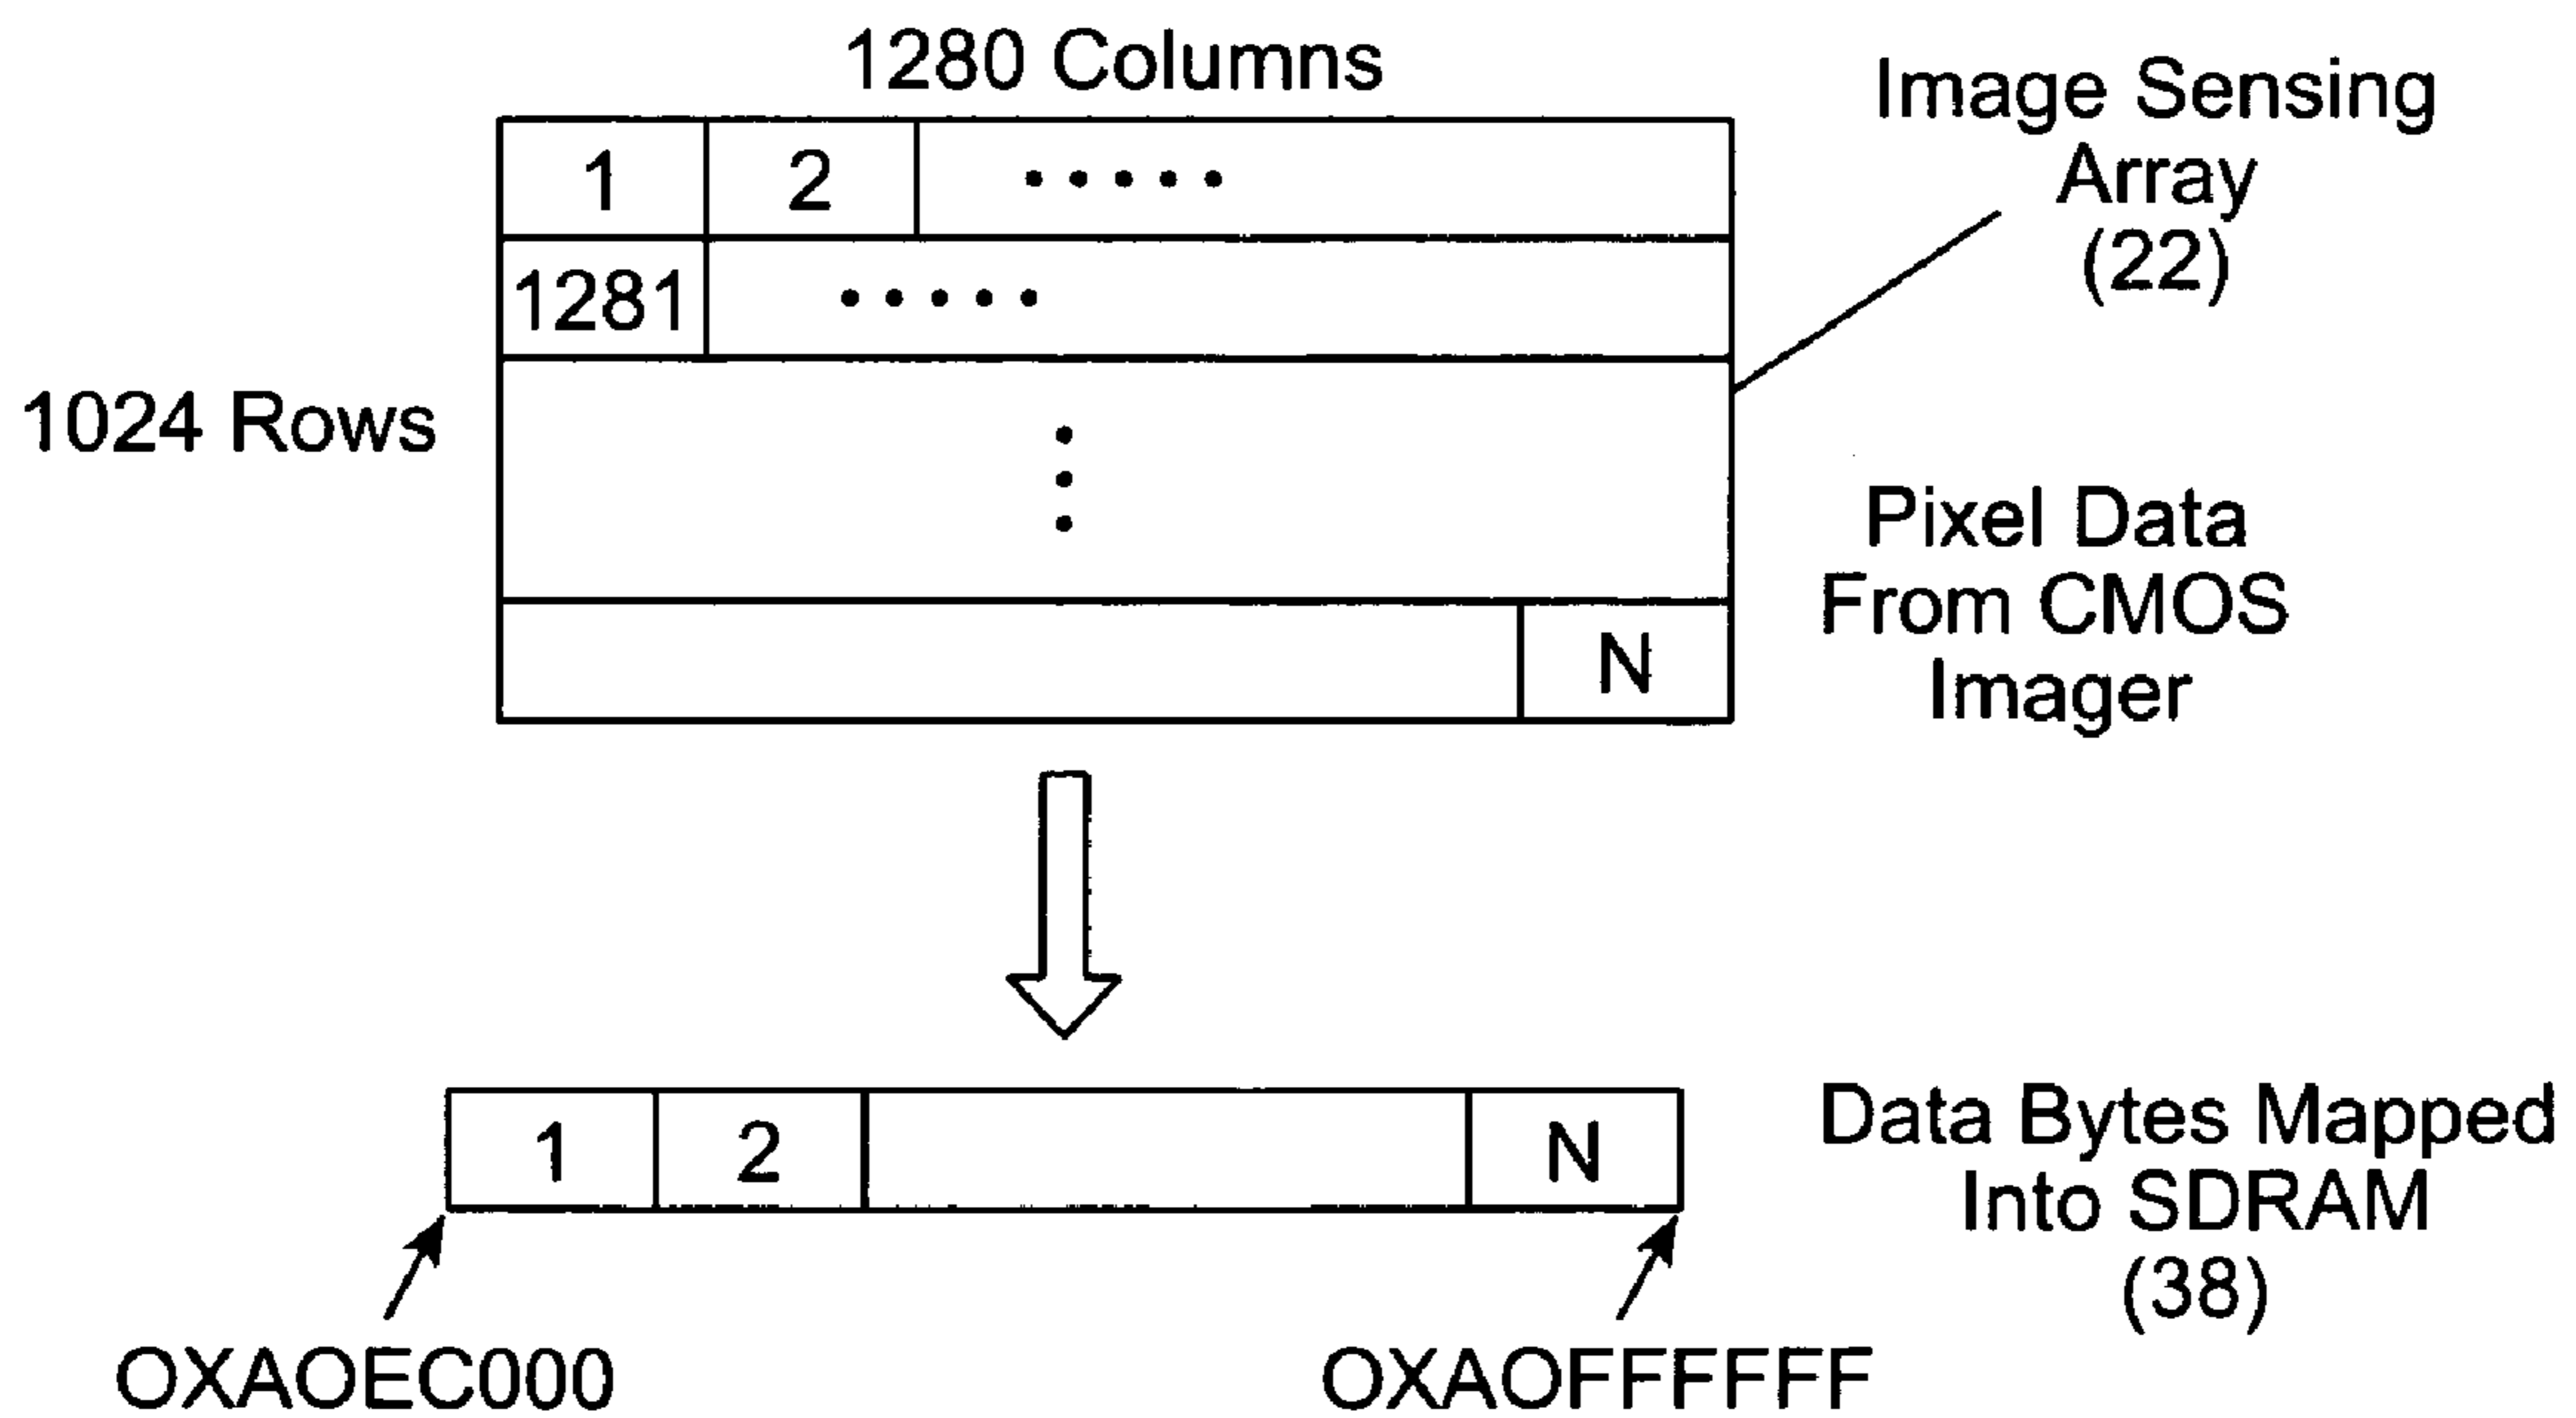 1280 Columns
Image Sensing
Array
(22)
1 2 .....
1281 .....
1024 Rows
Pixel Data
From CMOS
Imager
N
1 2 N
Data Bytes Mapped
Into SDRAM
(38)
OXAOEC000
OXAOFFFFFF